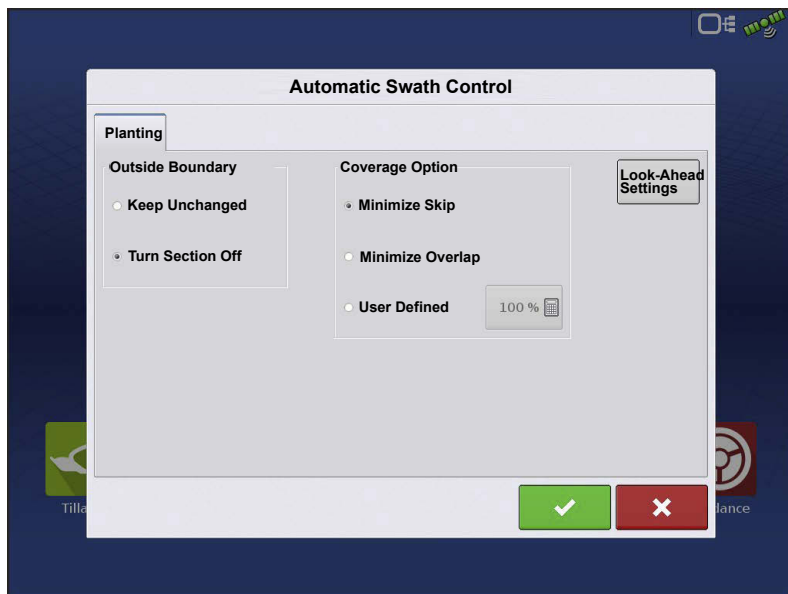 Automatic Swath Control
Planting
Outside Boundary
Keep Unchanged
Turn Section Off
Coverage Option
Minimize Skip
Minimize Overlap
User Defined
100 %
Look-Ahead
Settings
Tilla
dance